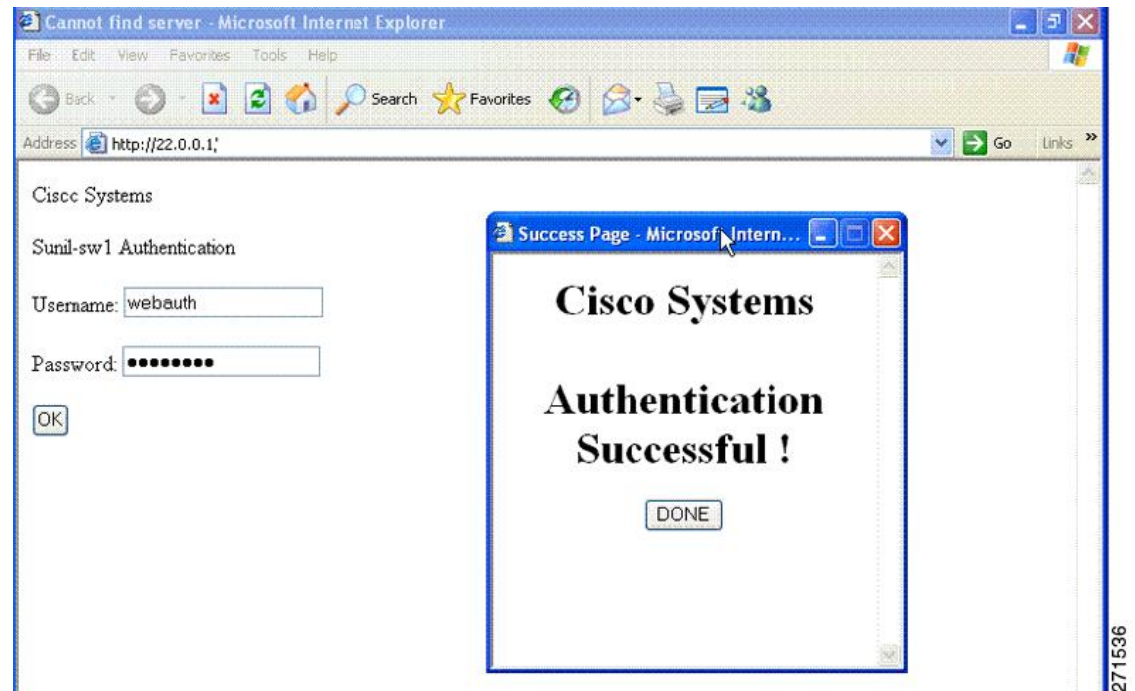 Cannot find server - Microsoft Internet Explorer
File Edit View Favorites Tools Help
Back Search Favorites
Address http://22.0.0.1; Go Links »
Cisco Systems
Sunil-sw1 Authentication
Username: webauth
Password: ●●●●●●●●
OK
Success Page - Microsoft Intern...
Cisco Systems
Authentication
Successful !
DONE
271536